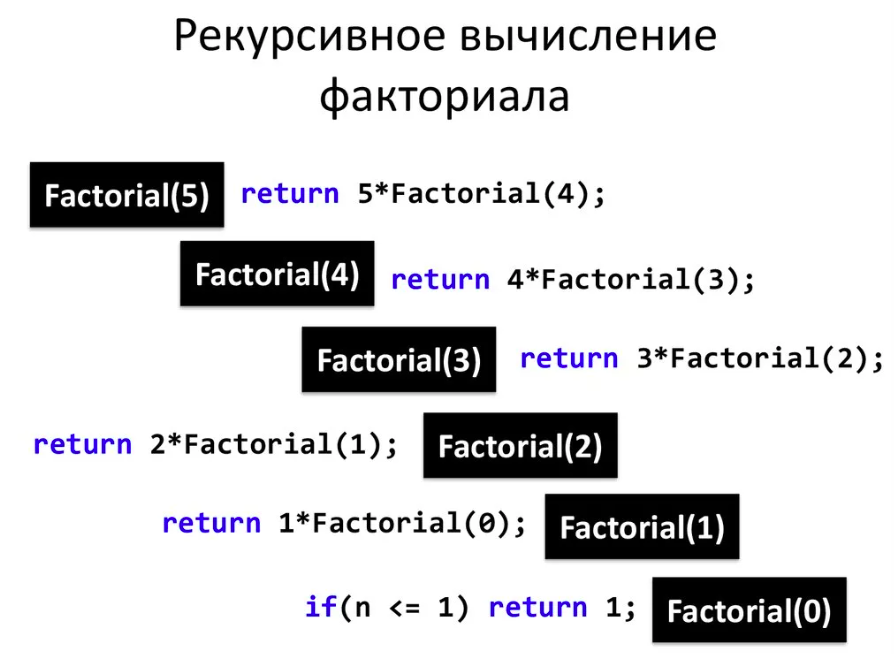 Рекурсивное вычисление
факториала
Factorial(5) return 5*Factorial(4);
Factorial(4) return 4*Factorial(3);
Factorial(3) return 3*Factorial(2);
return 2*Factorial(1); Factorial(2)
return 1*Factorial(0); Factorial(1)
if(n <= 1) return 1; Factorial(0)